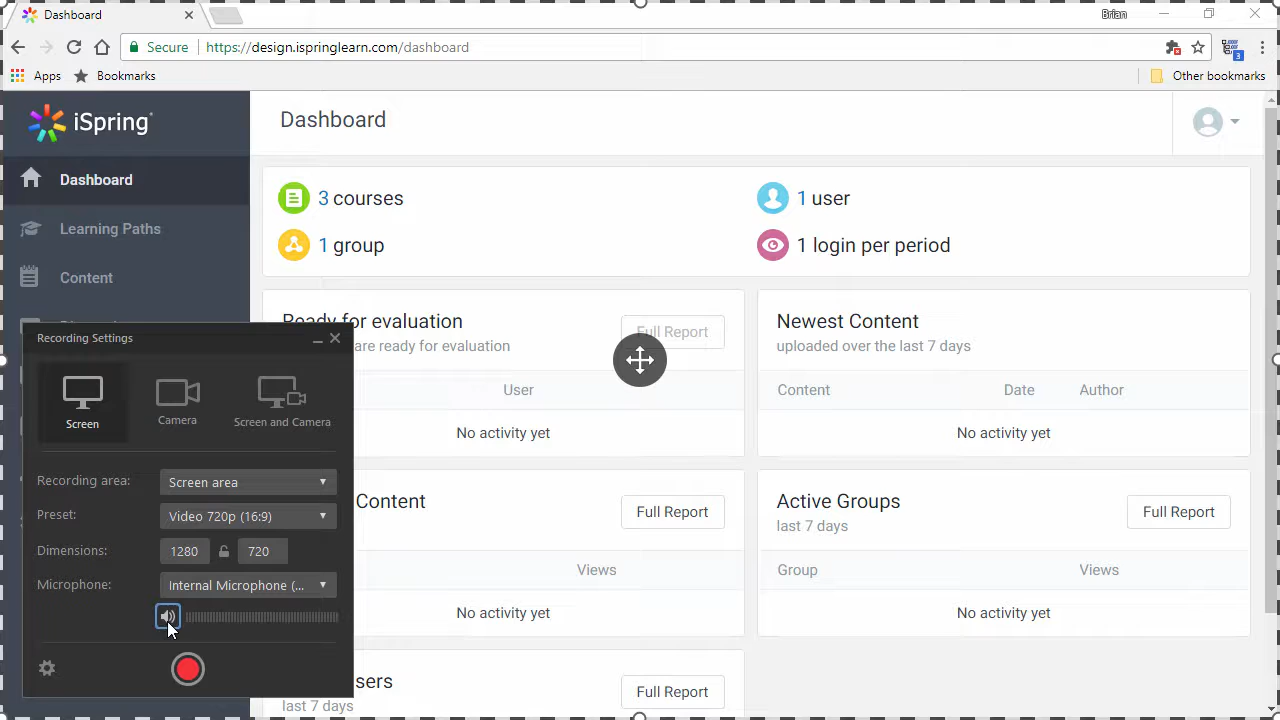 Dashboard
Brian
Secure https://design.ispringlearn.com/dashboard
3
Apps Bookmarks Other bookmarks
iSpring
Dashboard
Dashboard
Learning Paths
Content
3 courses
1 user
1 group
1 login per period
Ready for evaluation
are ready for evaluation
Full Report
User
No activity yet
Newest Content
uploaded over the last 7 days
Content Date Author
No activity yet
Content
Full Report
Views
No activity yet
Active Groups
last 7 days
Full Report
Group Views
No activity yet
sers
last 7 days
Full Report
Recording Settings
Screen
Camera
Screen and Camera
Recording area: Screen area
Preset: Video 720p (16:9)
Dimensions: 1280 720
Microphone: Internal Microphone (...